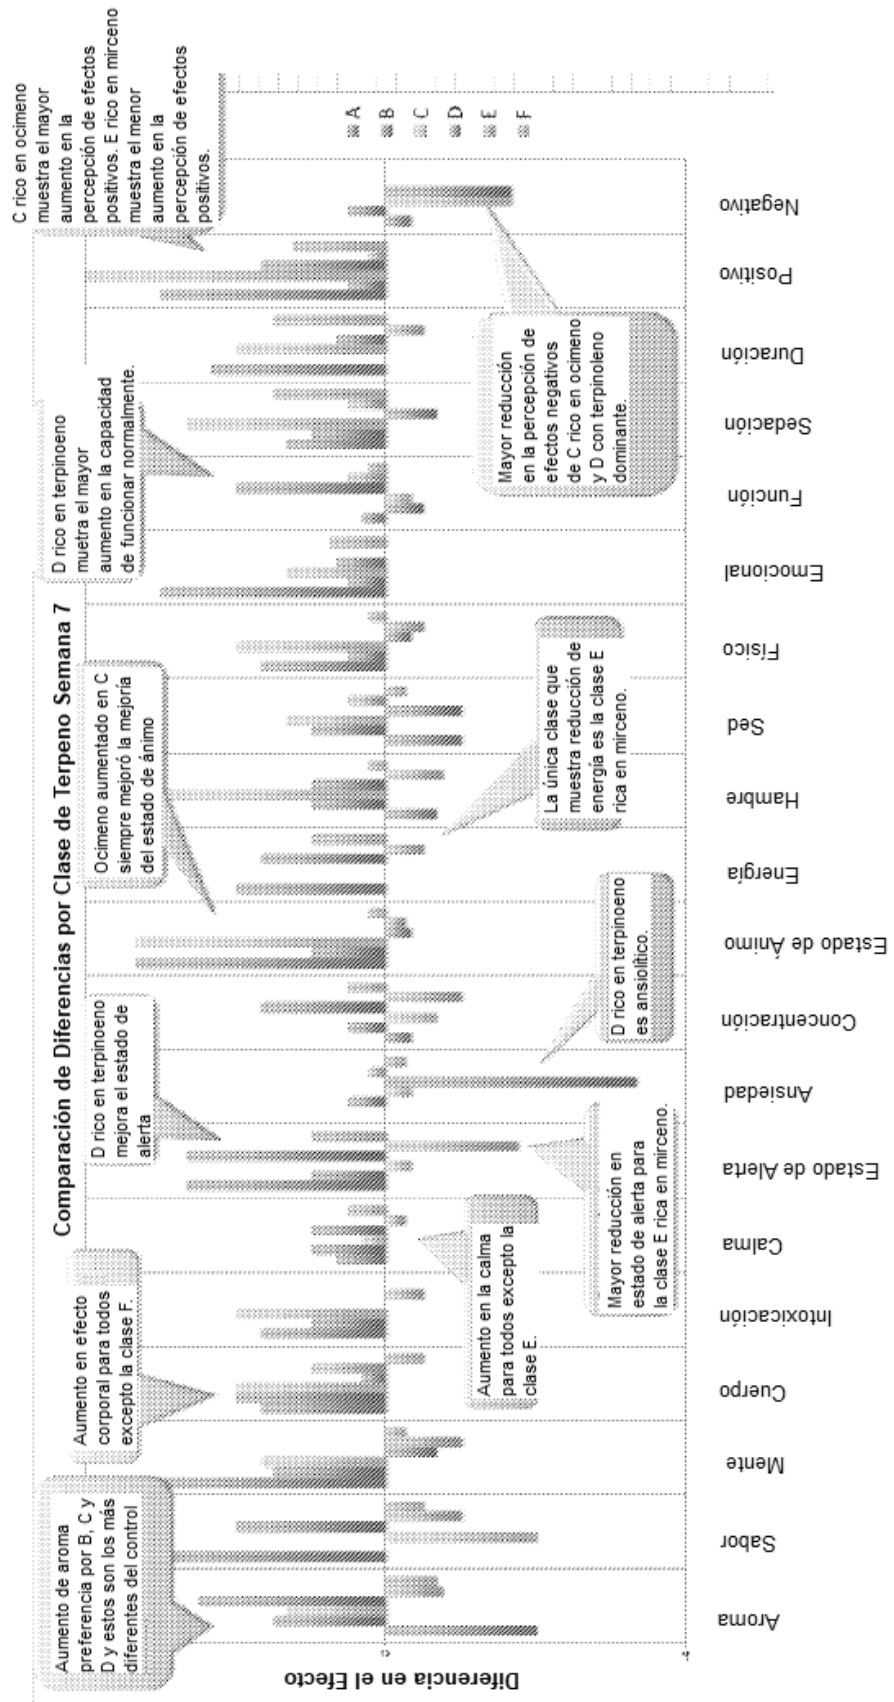 Comparación de Diferencias por Clase de Terpeno Semana 7
Aumento de aroma
preferencia por B, C y
D y estos son los más
diferentes del control
Aumento en efecto
corporal para todos
excepto la clase F.
D rico en terpinoeno
mejora el estado de
alerta
Ocimeno aumentado en C
siempre mejoró la mejoría
del estado de ánimo
D rico en terpinoeno
muetra el mayor
aumento en la capacidad
de funcionar normalmente.
C rico en ocimeno
muestra el mayor
aumento en la
percepción de efectos
positivos. E rico en mirceno
muestra el menor
aumento en la
percepción de efectos
positivos.
A
B
C
D
E
F
Diferencia en el Efecto
0
Aumento en la calma
para todos excepto la
clase E.
Mayor reducción en
estado de alerta para
la clase E rica en mirceno.
D rico en terpinoeno
es ansiolítico.
La única clase que
muestra reducción de
energía es la clase E
rica en mirceno.
Mayor reducción
en la percepción de
efectos negativos
de C rico en ocimeno
y D con terpinoleno
dominante.
Aroma
Sabor
Mente
Cuerpo
Intoxicación
Calma
Estado de Alerta
Ansiedad
Concentración
Estado de Ánimo
Energía
Hambre
Sed
Físico
Emocional
Función
Sedación
Duración
Positivo
Negativo